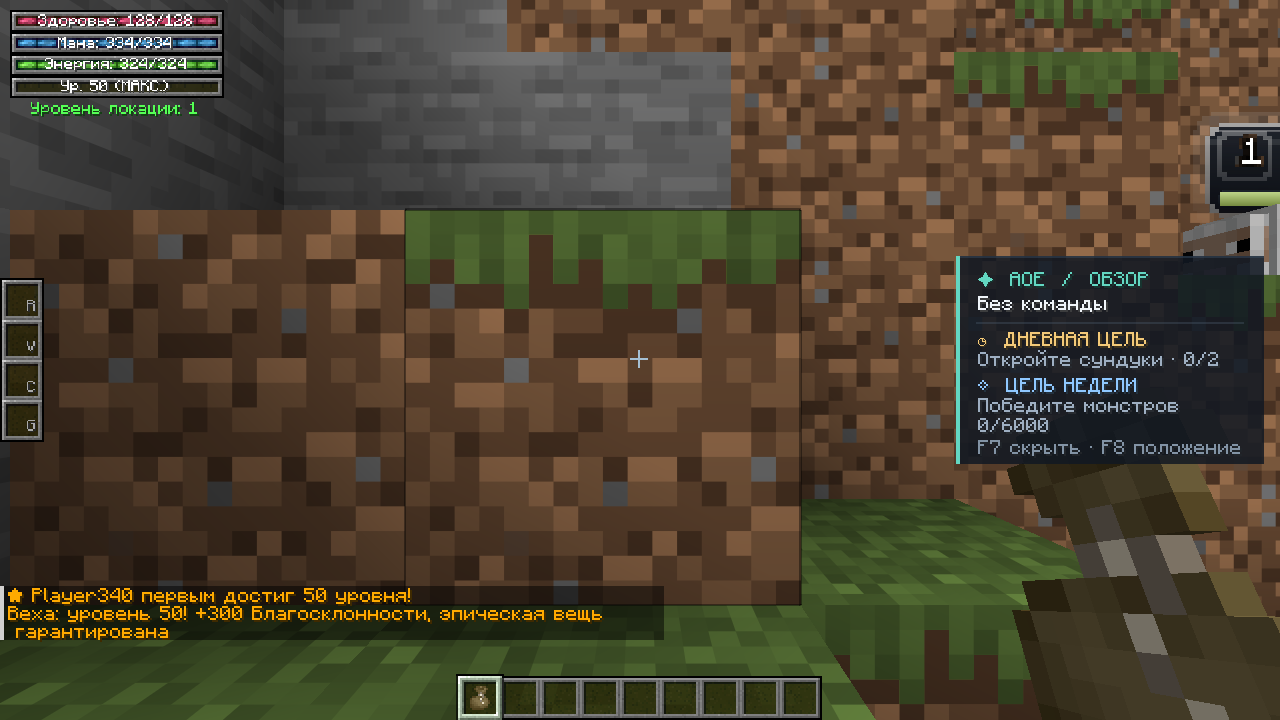 Здоровье: 128/128
Мана: 334/334
Энергия: 324/324
Ур. 50 (МАКС.)
Уровень локации: 1
1
R
V
C
G
AOE / ОБЗОР
Без команды
ДНЕВНАЯ ЦЕЛЬ
Откройте сундуки · 0/2
ЦЕЛЬ НЕДЕЛИ
Победите монстров
0/6000
F7 скрыть · F8 положение
★ Player340 первым достиг 50 уровня!
Веха: уровень 50! +300 Благосклонности, эпическая вещь
гарантирована